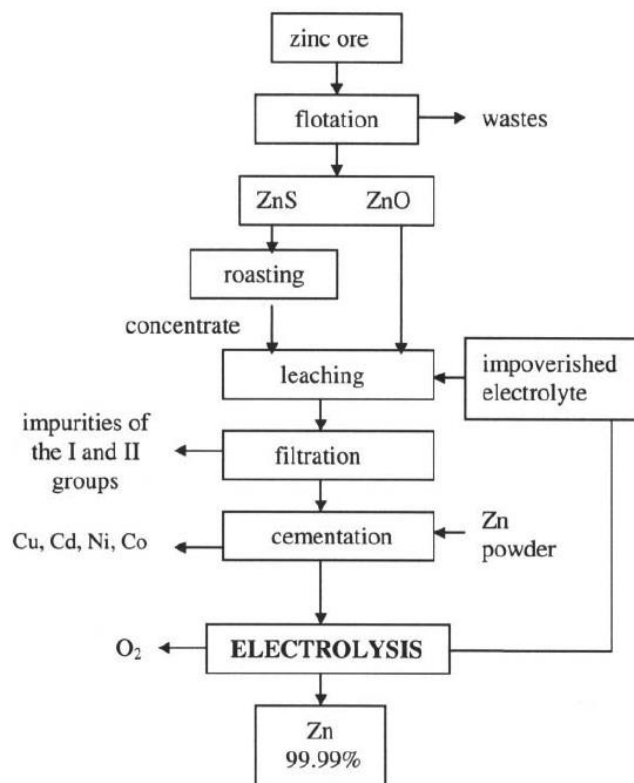 zinc ore
flotation
wastes
ZnS ZnO
roasting
concentrate
leaching
impoverished
electrolyte
impurities of
the I and II
groups
filtration
Cu, Cd, Ni, Co
cementation
Zn
powder
O₂
ELECTROLYSIS
Zn
99.99%